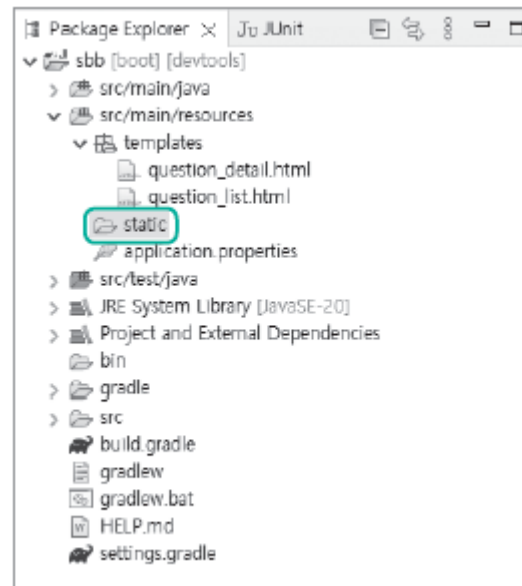 Package Explorer JUnit
sbb [boot] [devtools]
src/main/java
src/main/resources
templates
question_detail.html
question_list.html
static
application.properties
src/test/java
JRE System Library [JavaSE-20]
Project and External Dependencies
bin
gradle
src
build.gradle
gradlew
gradlew.bat
HELP.md
settings.gradle